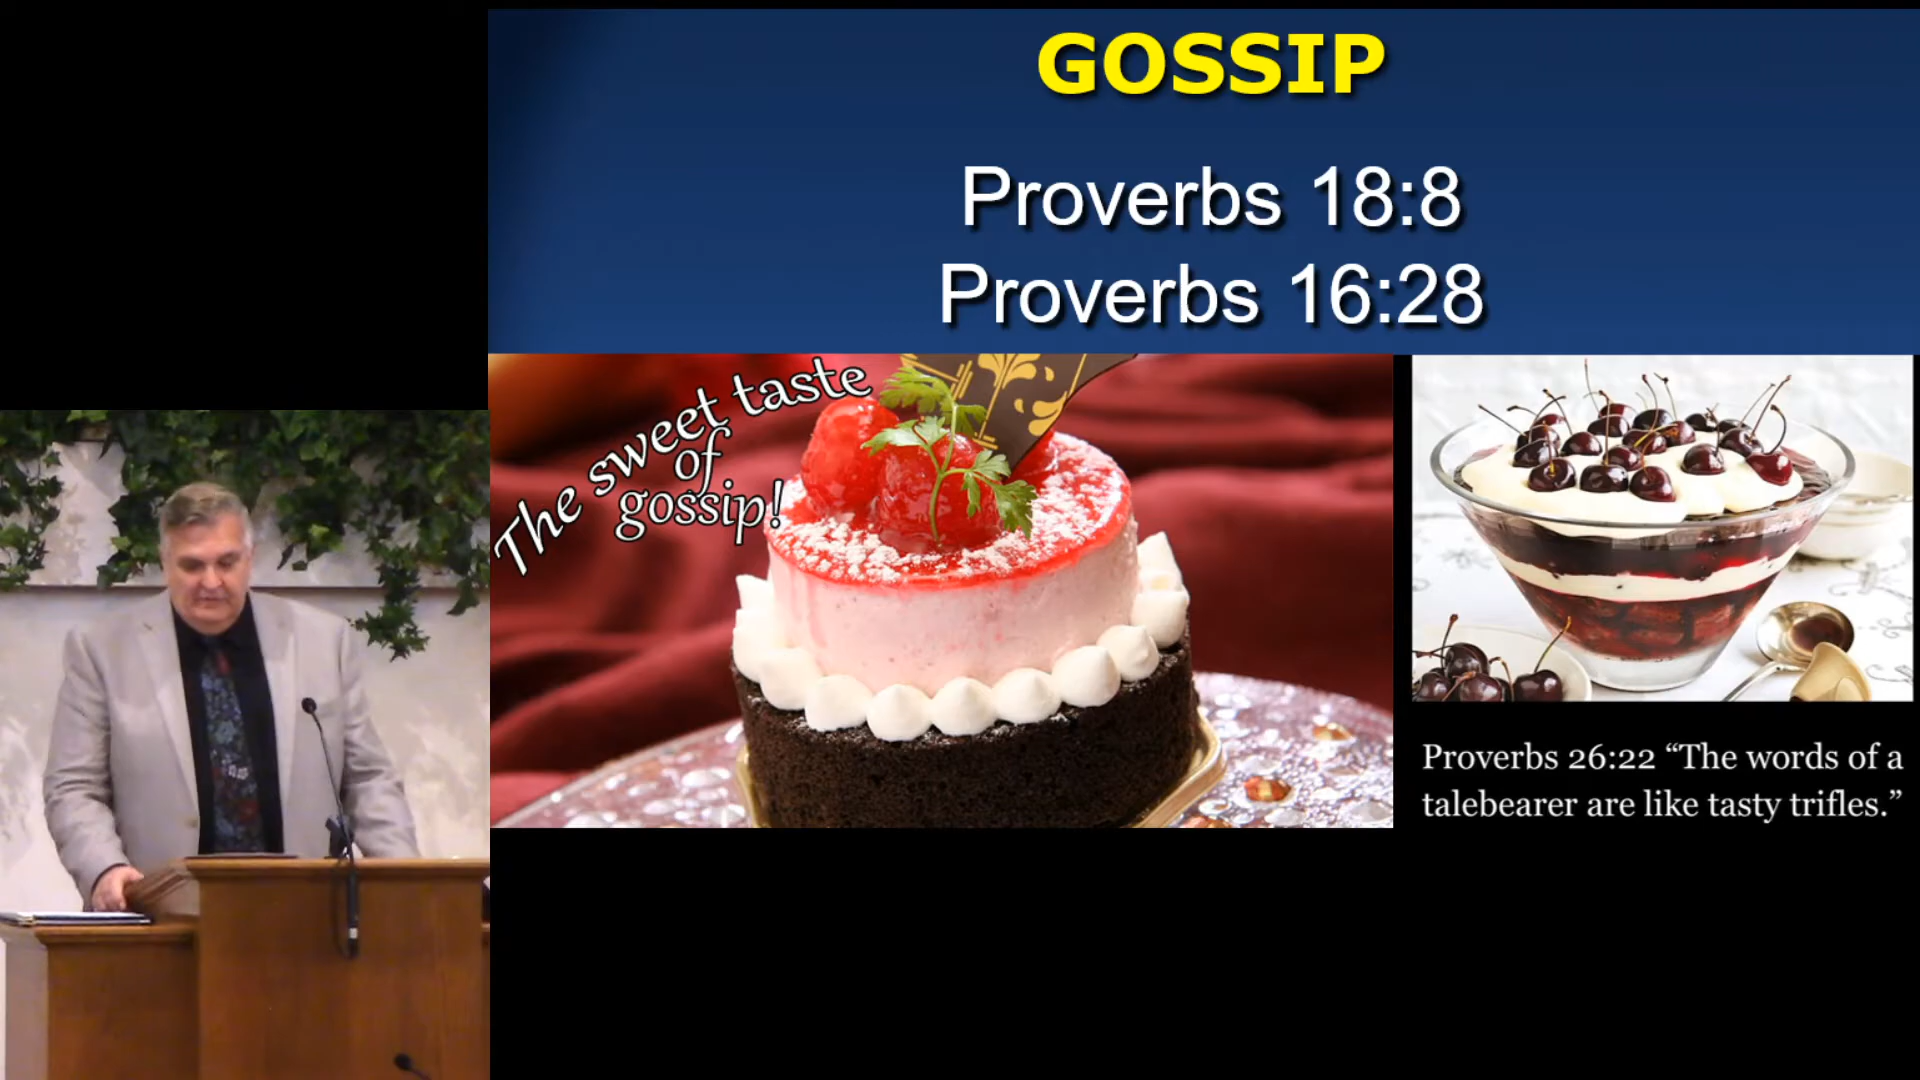 GOSSIP
Proverbs 18:8
Proverbs 16:28
The sweet taste
of
gossip!
Proverbs 26:22 “The words of a
talebearer are like tasty trifles.”